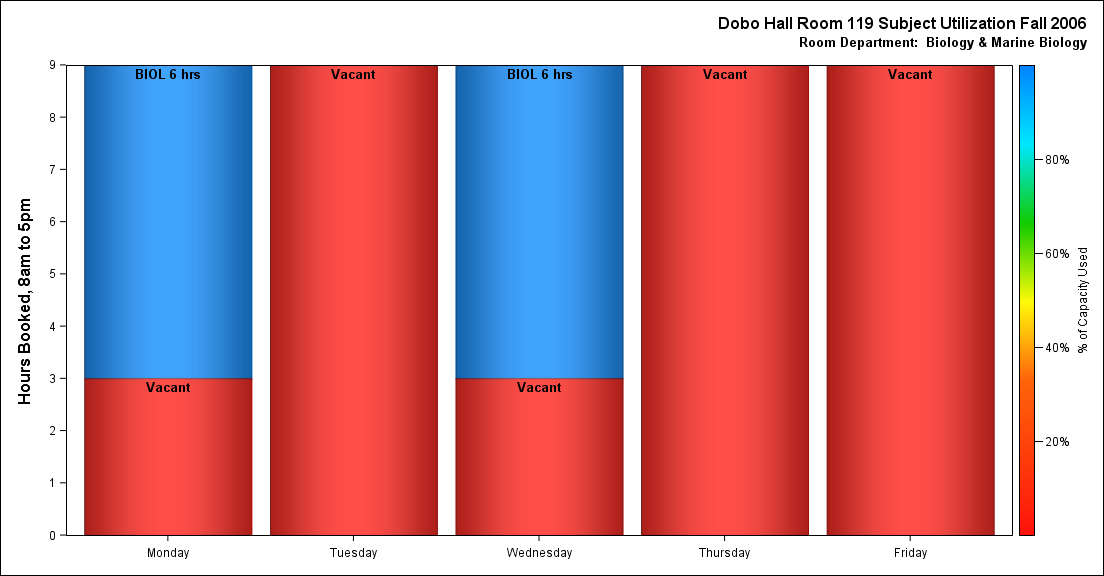 Dobo Hall Room 119 Subject Utilization Fall 2006
Room Department: Biology & Marine Biology
Hours Booked, 8am to 5pm
9
8
7
6
5
4
3
2
1
0
BIOL 6 hrs
Vacant
Vacant
BIOL 6 hrs
Vacant
Vacant
Vacant
Monday
Tuesday
Wednesday
Thursday
Friday
80%
60%
40%
20%
% of Capacity Used